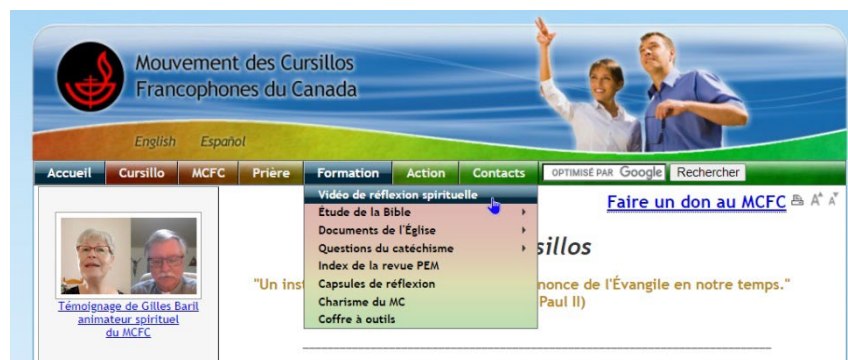 Mouvement des Cursillos
Francophones du Canada
English Español
Accueil Cursillo MCFC Prière Formation Action Contacts OPTIMISÉ PAR Google Rechercher
Vidéo de réflexion spirituelle
Étude de la Bible
Documents de l'Église
Questions du catéchisme
Index de la revue PEM
Capsules de réflexion
Charisme du MC
Coffre à outils
Faire un don au MCFC A+ A-
sillos
"Un ins nonce de l'Évangile en notre temps."
Paul II)
Témoignage de Gilles Baril
animateur spirituel
du MCFC